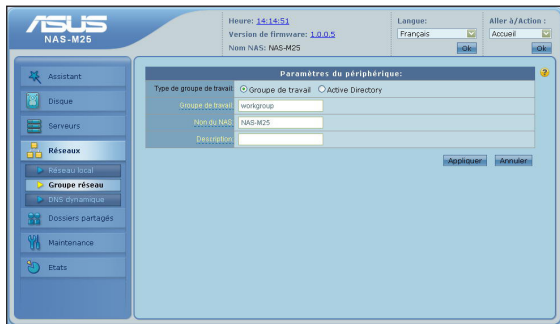 ASUS
NAS-M25
Heure: 14:14:51
Version de firmware: 1.0.0.5
Nom NAS: NAS-M25
Langue:
Français
Ok
Aller à/Action :
Accueil
Ok
Assistant
Disque
Serveurs
Réseaux
Réseau local
Groupe réseau
DNS dynamique
Dossiers partagés
Maintenance
Etats
Paramètres du périphérique:
Type de groupe de travail: Groupe de travail Active Directory
Groupe de travail: workgroup
Non du NAS: NAS-M25
Description:
Appliquer Annuler